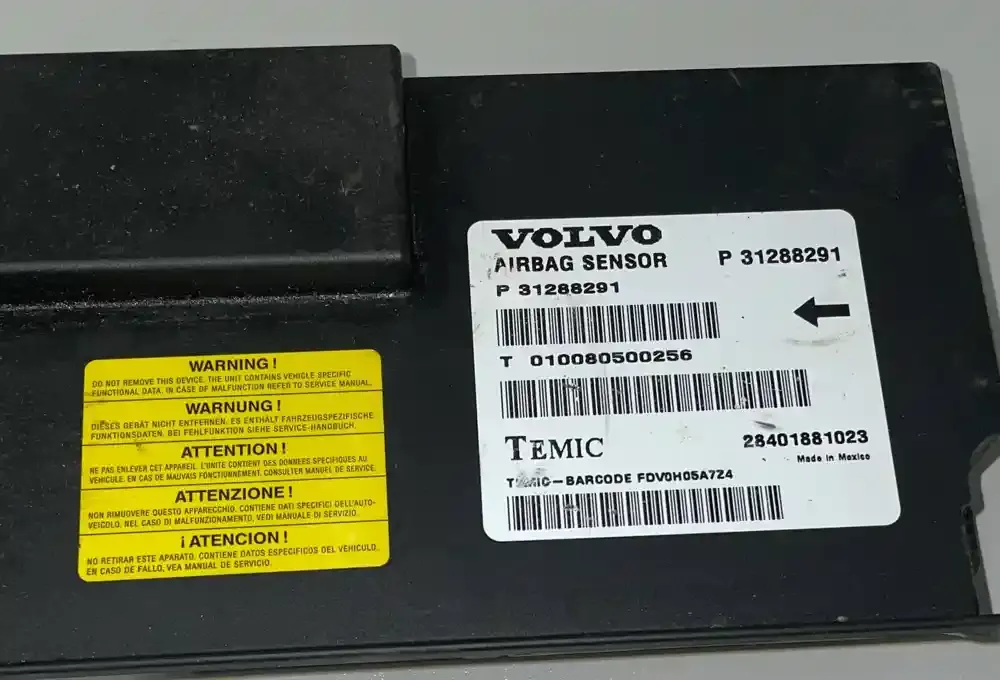 VOLVO
AIRBAG SENSOR P 31288291
P 31288291
T 010080500256
TEMIC 28401881023
Made in Mexico
TEMIC-BARCODE FDV0H05A7Z4
WARNING !
DO NOT REMOVE THIS DEVICE. THE UNIT CONTAINS VEHICLE SPECIFIC
FUNCTIONAL DATA. IN CASE OF MALFUNCTION REFER TO SERVICE MANUAL.
WARNUNG !
DIESES GERÄT NICHT ENTFERNEN. ES ENTHÄLT FAHRZEUGSPEZIFISCHE
FUNKTIONSDATEN. BEI FEHLFUNKTION SIEHE SERVICE-HANDBUCH.
ATTENTION !
NE PAS ENLEVER CET APPAREIL. L'UNITE CONTIENT DES DONNEES SPECIFIQUES AU
VEHICULE. EN CAS DE MAUVAIS FONCTIONNEMENT. CONSULTER MANUEL DE SERVICE.
ATTENZIONE !
NON RIMUOVERE QUESTO APPARECCHIO. CONTIENE DATI SPECIFICI DELL'AUTO-
VEICOLO. NEL CASO DI MALFUNZIONAMENTO, VEDI MANUALE DI SERVIZIO.
¡ ATENCION !
NO RETIRAR ESTE APARATO. CONTIENE DATOS ESPECIFICOS DEL VEHICULO.
EN CASO DE FALLO, VEA MANUAL DE SERVICIO.